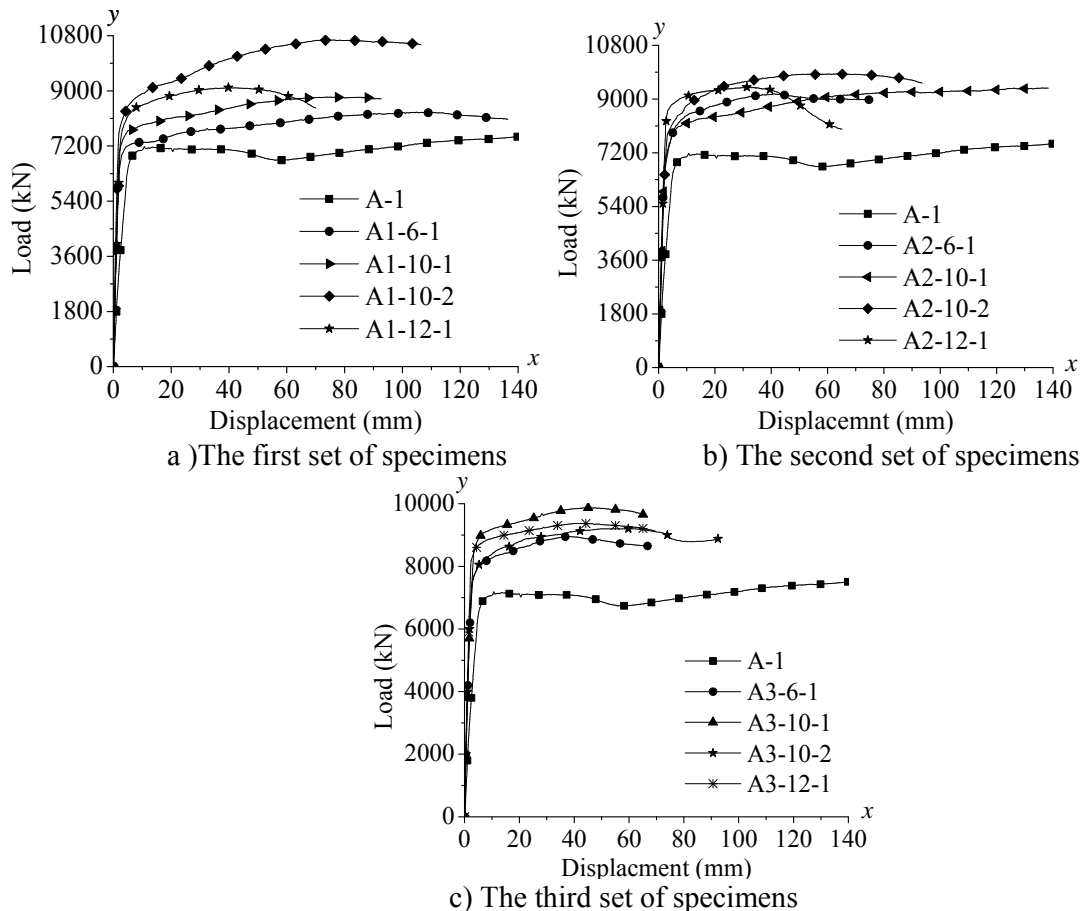 y
10800
9000
7200
5400
3600
1800
0
Load (kN)
A-1
A1-6-1
A1-10-1
A1-10-2
A1-12-1
x
0 20 40 60 80 100 120 140
Displacement (mm)
a )The first set of specimens
y
10800
9000
7200
5400
3600
1800
0
Load (kN)
A-1
A2-6-1
A2-10-1
A2-10-2
A2-12-1
x
0 20 40 60 80 100 120 140
Displacemnt (mm)
b) The second set of specimens
y
10000
8000
6000
4000
2000
0
Load (kN)
A-1
A3-6-1
A3-10-1
A3-10-2
A3-12-1
x
0 20 40 60 80 100 120 140
Displacment (mm)
c) The third set of specimens